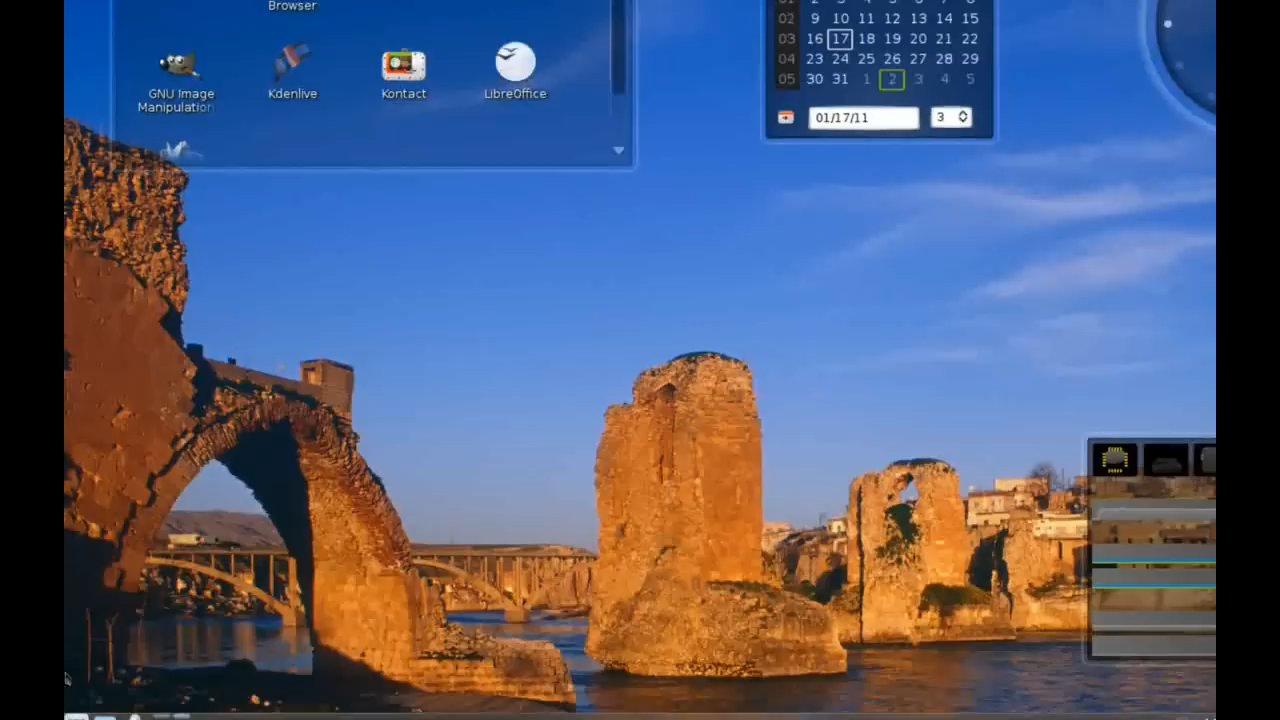 Browser
GNU Image
Manipulation
Kdenlive
Kontact
LibreOffice
02 9 10 11 12 13 14 15
03 16 17 18 19 20 21 22
04 23 24 25 26 27 28 29
05 30 31 1 2 3 4 5
01/17/11
3